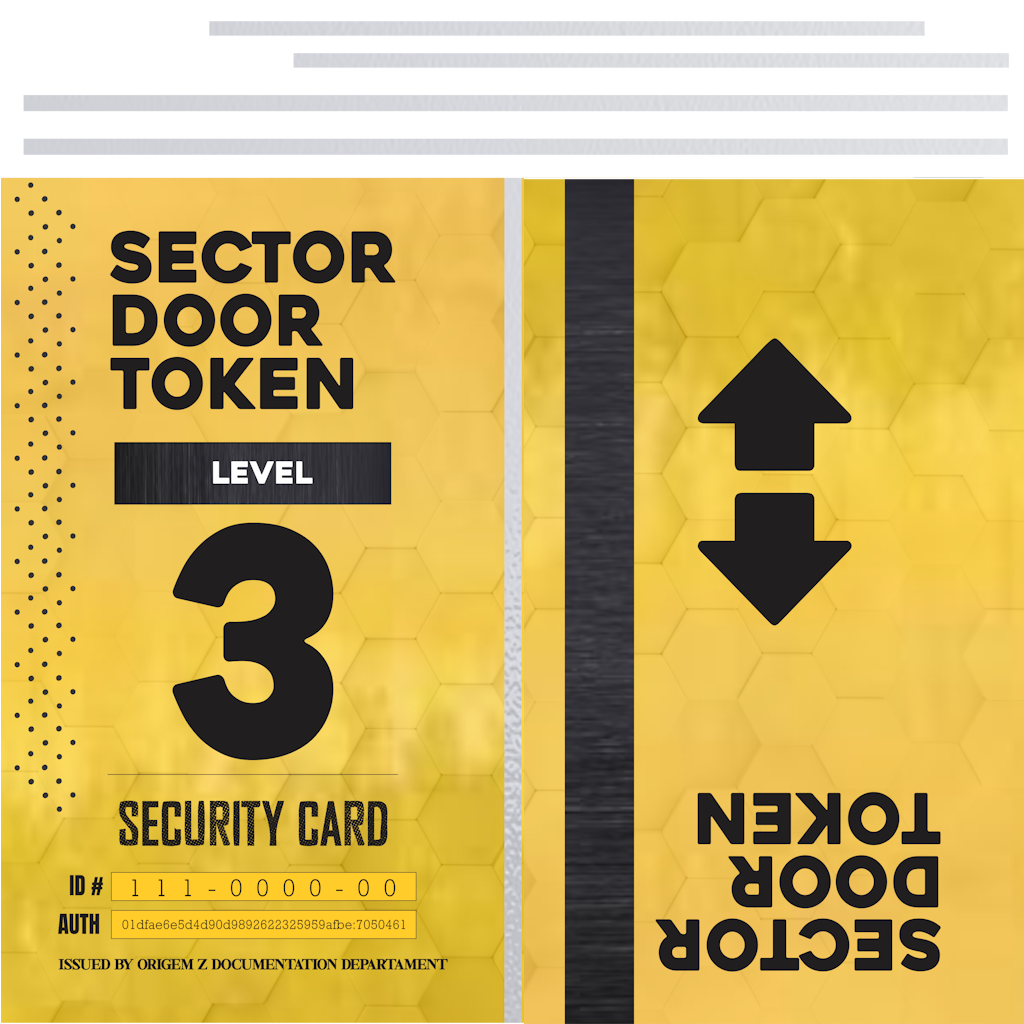 SECTOR
DOOR
TOKEN
LEVEL
3
SECURITY CARD
ID # 111-0000-00
AUTH 01dfae6e5d4d90d9892622325959afbe:7050461
ISSUED BY ORIGEM Z DOCUMENTATION DEPARTAMENT
SECTOR
DOOR
TOKEN